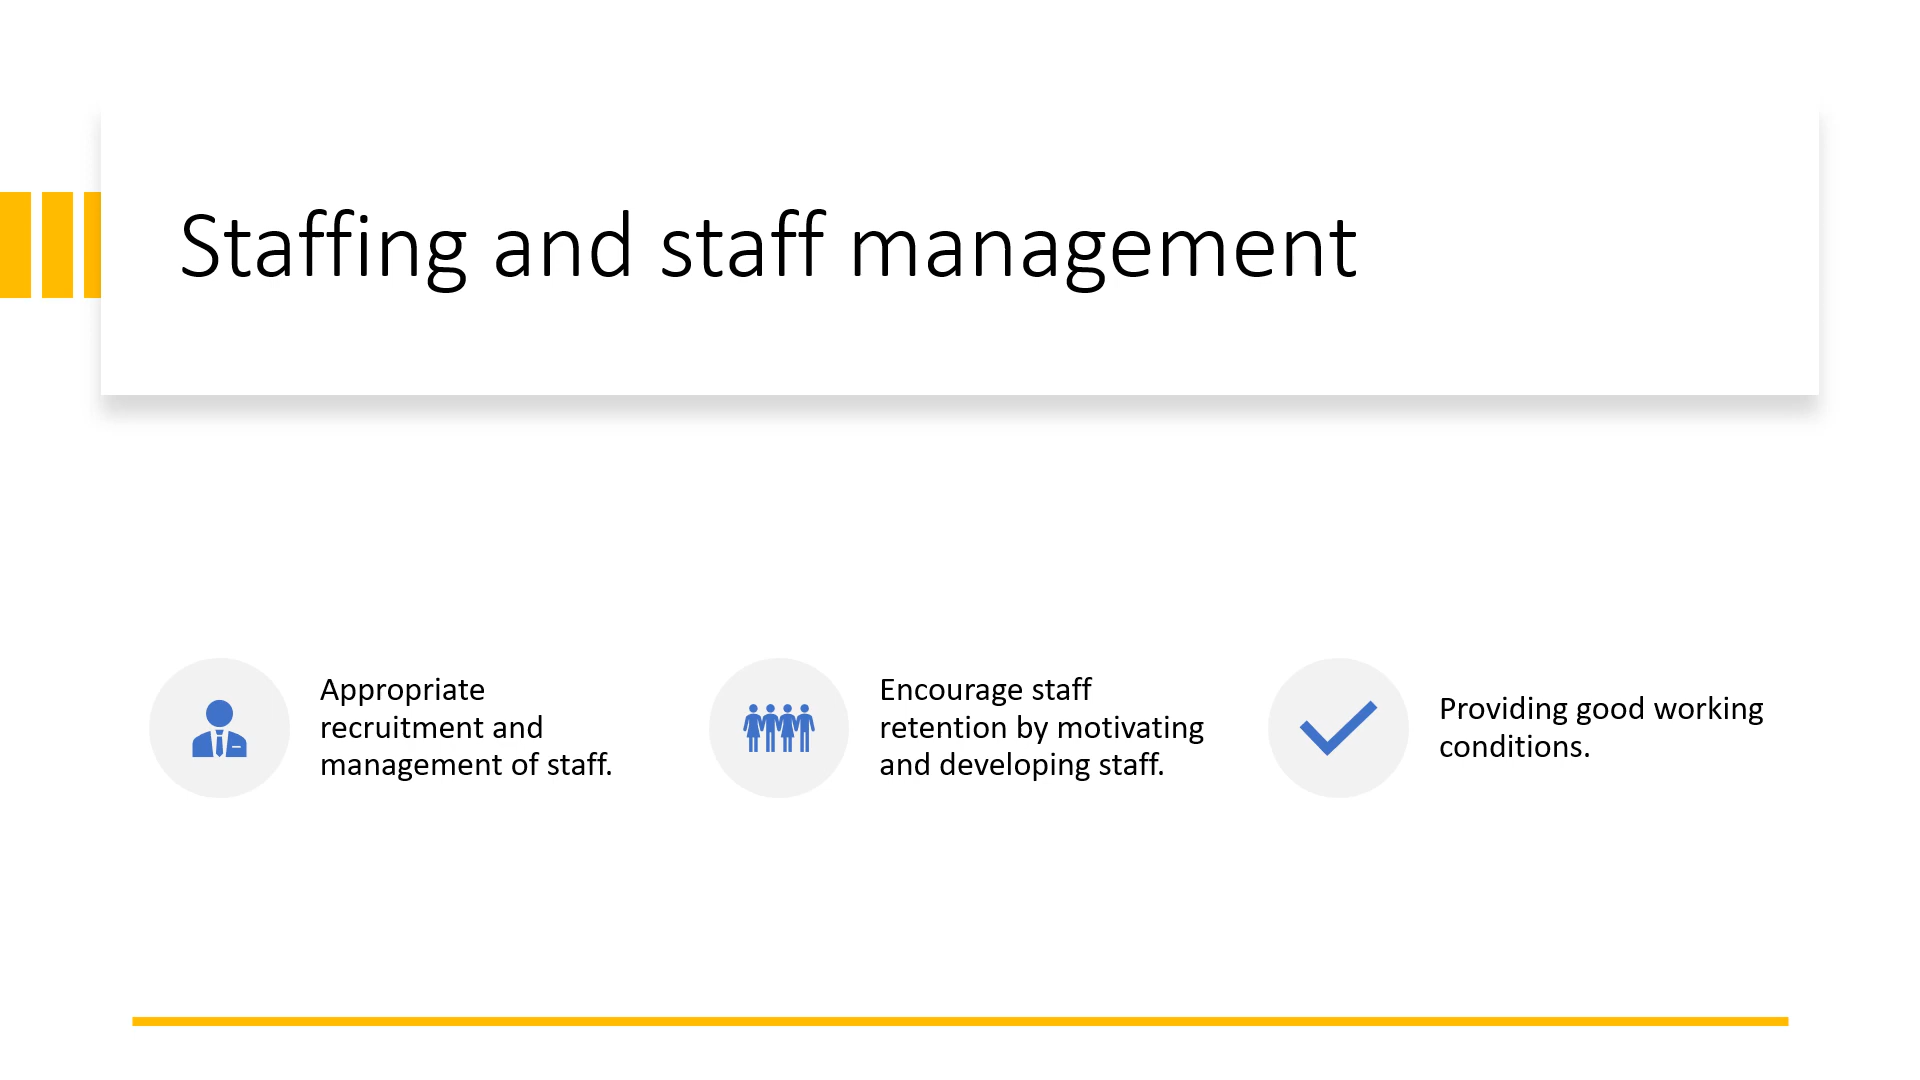 Staffing and staff management
Appropriate
recruitment and
management of staff.
Encourage staff
retention by motivating
and developing staff.
Providing good working
conditions.